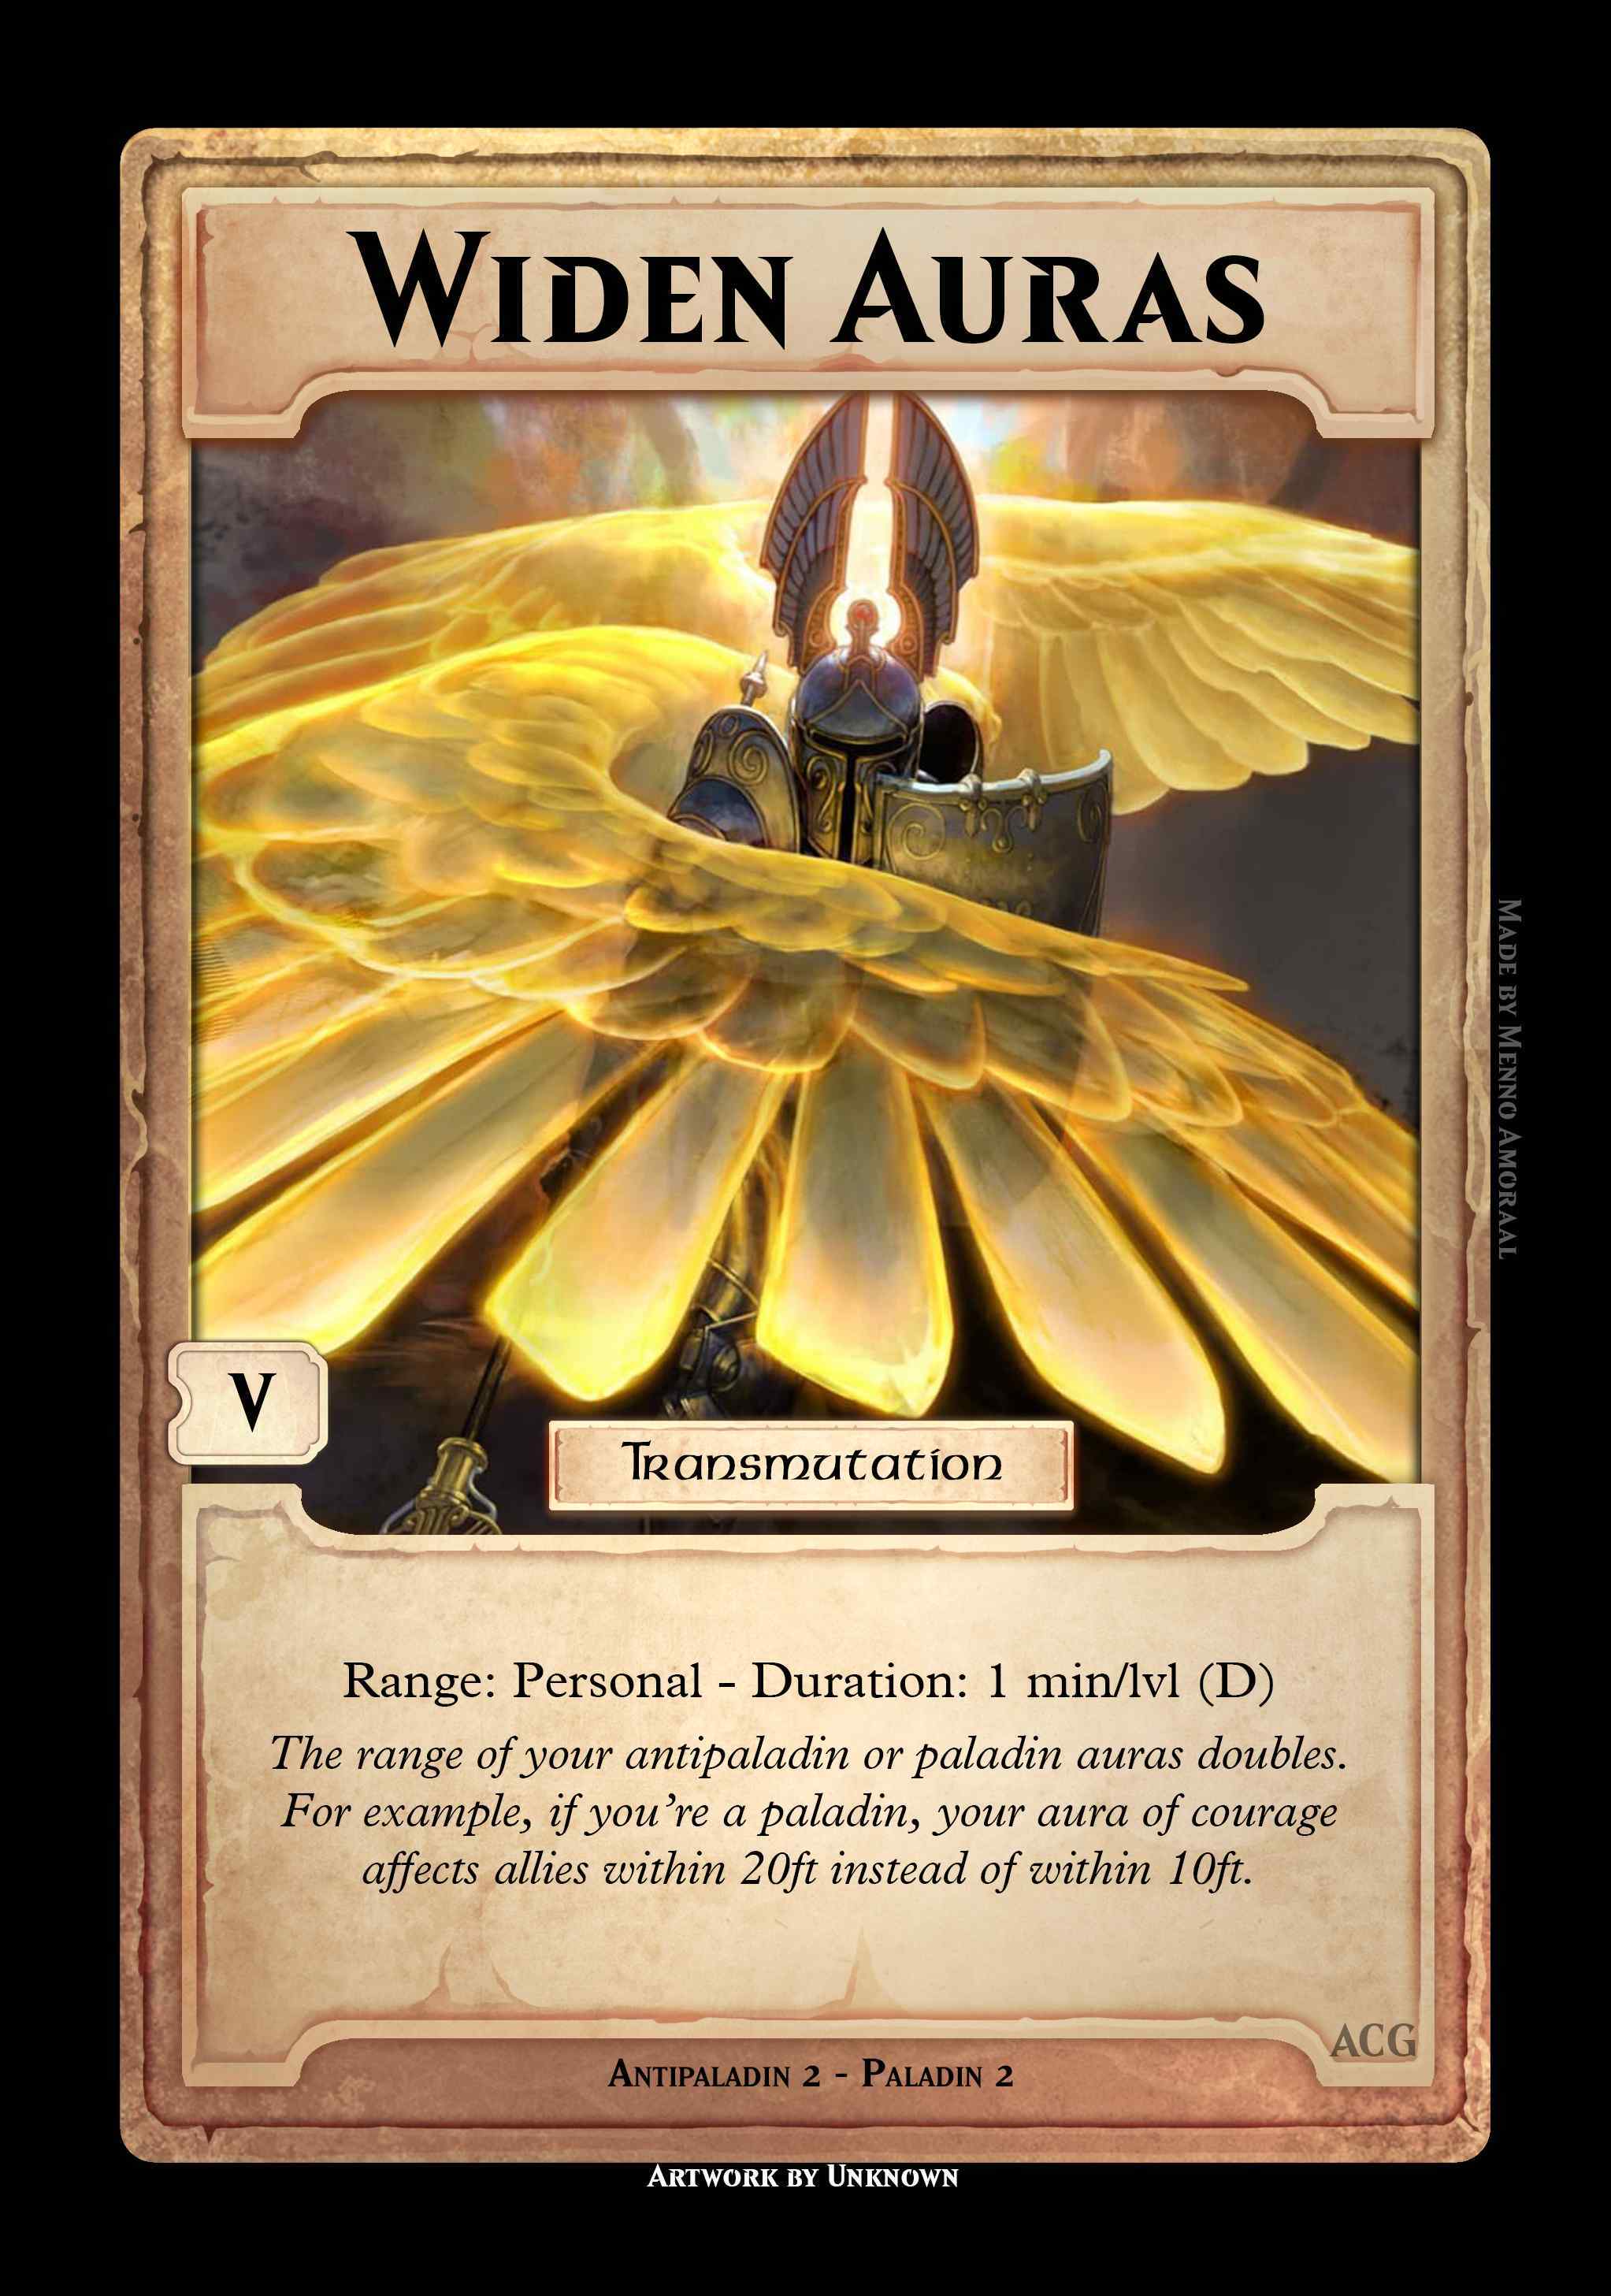 Widen Auras
V
Transmutation
Range: Personal - Duration: 1 min/lvl (D)
The range of your antipaladin or paladin auras doubles.
For example, if you’re a paladin, your aura of courage
affects allies within 20ft instead of within 10ft.
ACG
Antipaladin 2 - Paladin 2
Artwork by Unknown
Made by Menno Amoraal